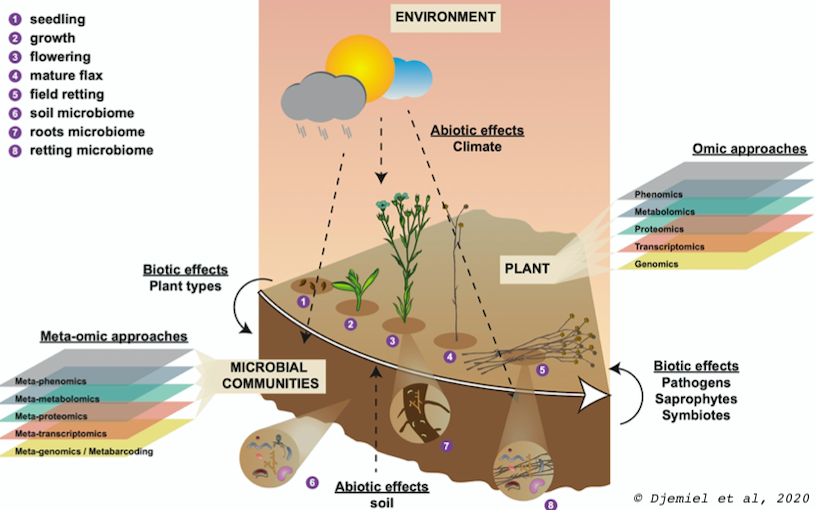 1 seedling
2 growth
3 flowering
4 mature flax
5 field retting
6 soil microbiome
7 roots microbiome
8 retting microbiome
ENVIRONMENT
Abiotic effects
Climate
Omic approaches
Phenomics
Metabolomics
Proteomics
Transcriptomics
Genomics
PLANT
Biotic effects
Plant types
1
2
3
4
5
Meta-omic approaches
Meta-phenomics
Meta-metabolomics
Meta-proteomics
Meta-transcriptomics
Meta-genomics / Metabarcoding
MICROBIAL
COMMUNITIES
Biotic effects
Pathogens
Saprophytes
Symbiotes
7
6
Abiotic effects
soil
8
© Djemiel et al, 2020